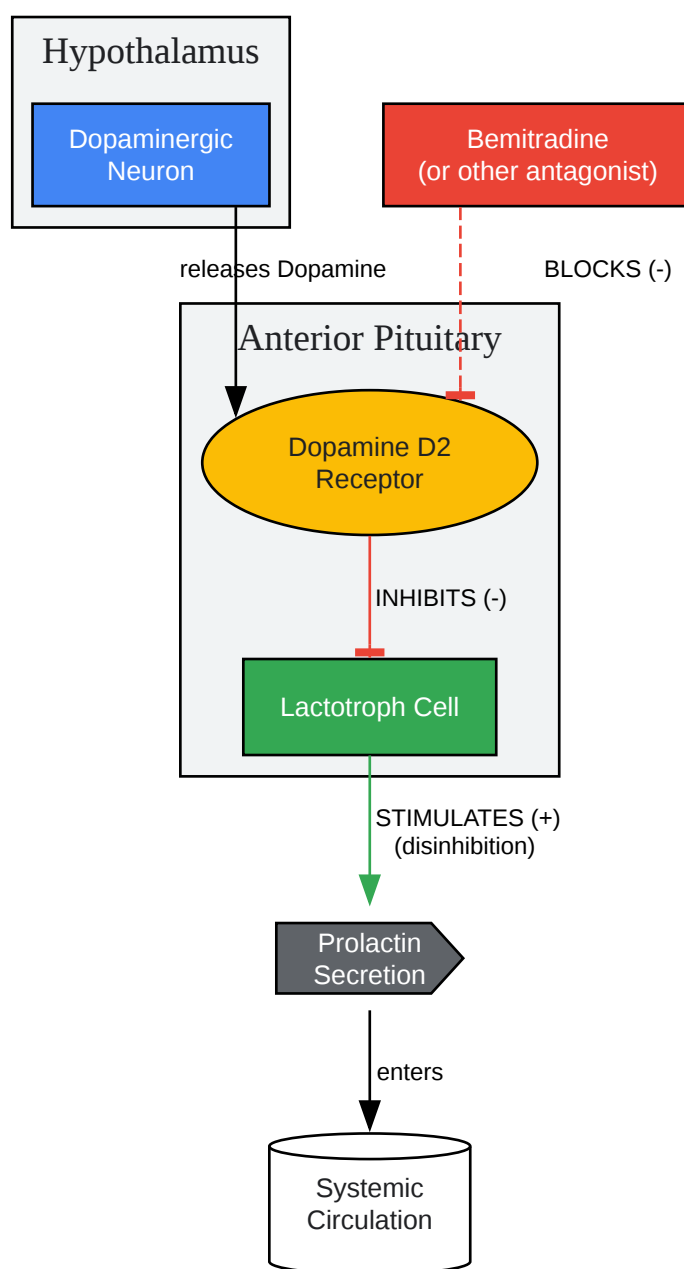 Hypothalamus
Dopaminergic
Neuron
Bemitradine
(or other antagonist)
releases Dopamine
BLOCKS (-)
Anterior Pituitary
Dopamine D2
Receptor
INHIBITS (-)
Lactotroph Cell
STIMULATES (+)
(disinhibition)
Prolactin
Secretion
enters
Systemic
Circulation